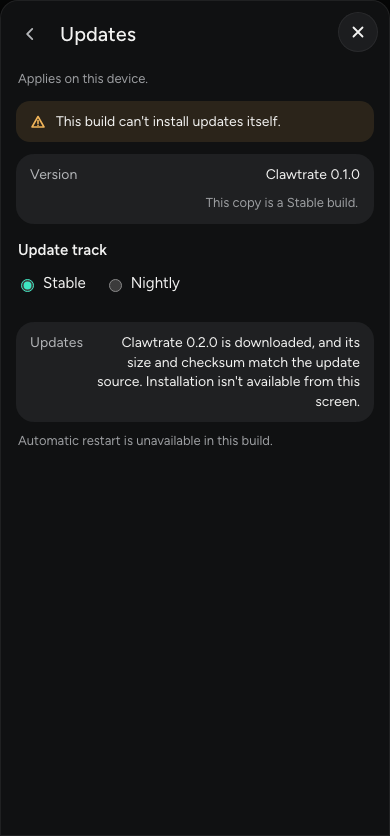 Updates
Applies on this device.
This build can't install updates itself.
Version
Clawtrate 0.1.0
This copy is a Stable build.
Update track
Stable
Nightly
Updates
Clawtrate 0.2.0 is downloaded, and its
size and checksum match the update
source. Installation isn't available from this
screen.
Automatic restart is unavailable in this build.